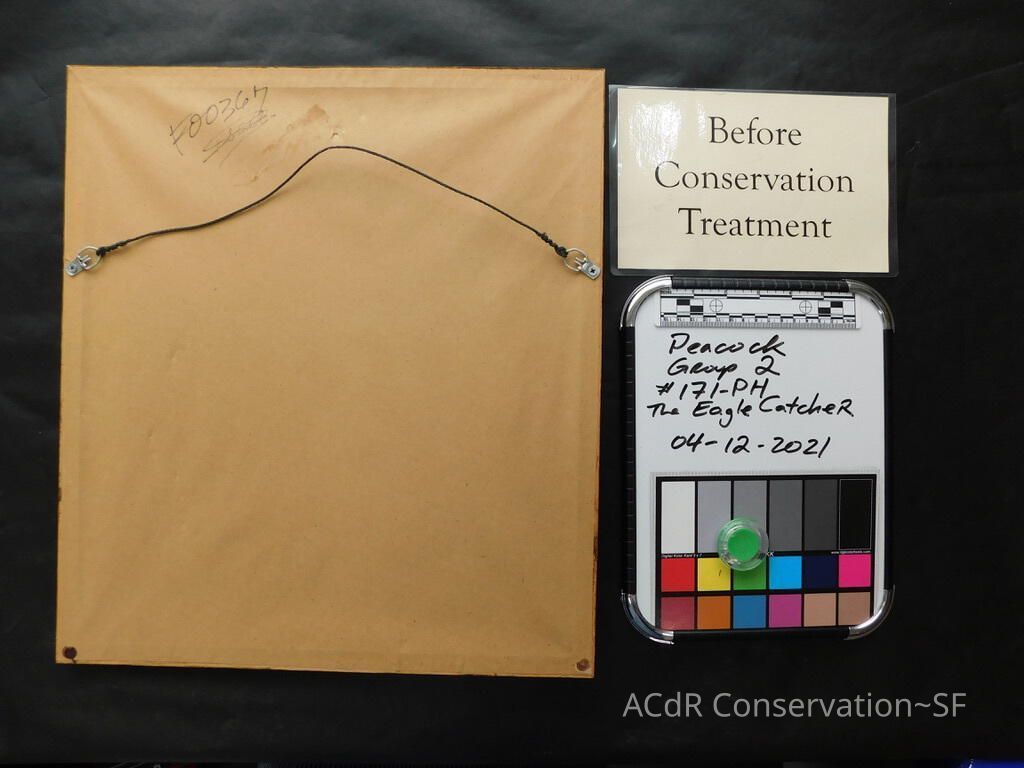 F00367
Before
Conservation
Treatment
Peacock
Group 2
#171-PH
The Eagle Catcher
04-12-2021
ACdR Conservation~SF